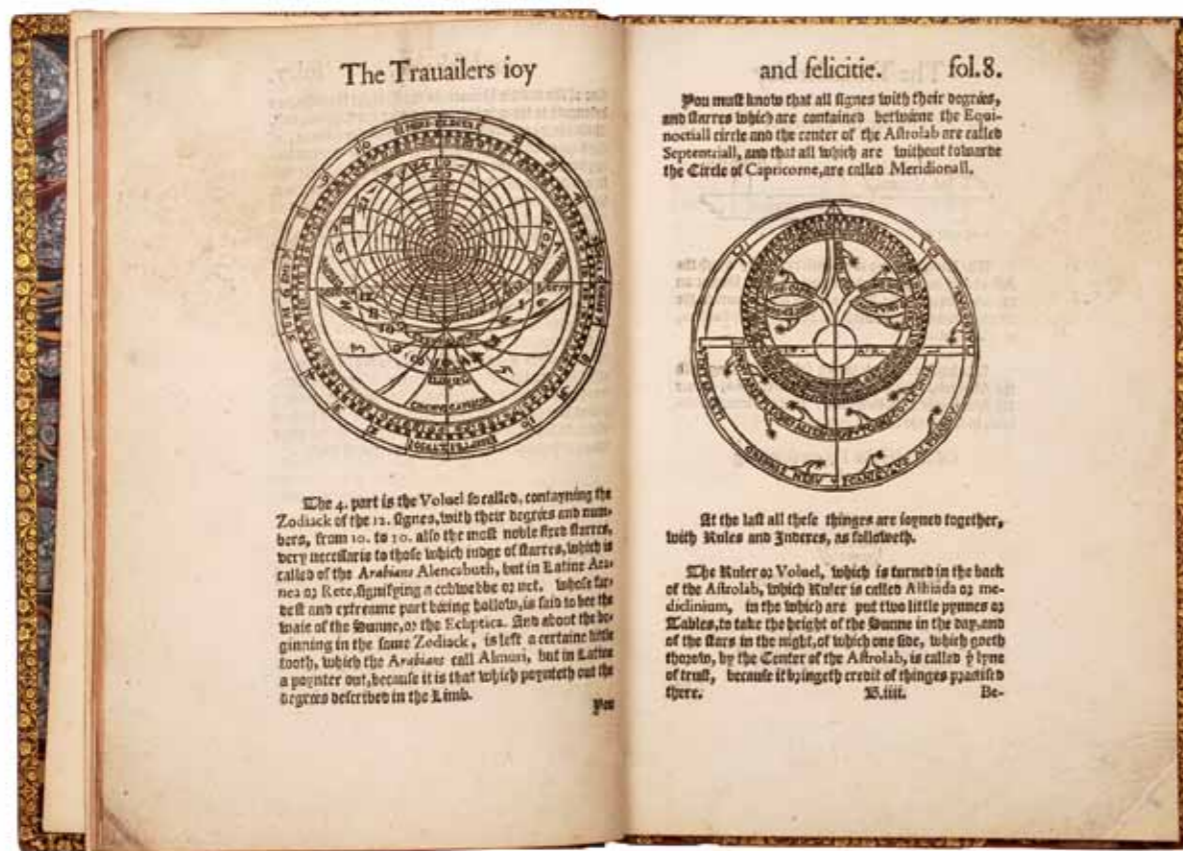 The Trauailers ioy
The 4. part is the Voluel so called, contayning the
Zodiack of the 12. signes, with their degrees and num-
bers, from 10. to 30. also the most noble fixed starres,
very necessarie to those which iudge of starres, which is
called of the Arabians Alencabuth, but in Latine Ara-
nea or Rete, signifying a cobwebbe or net. whose far-
dest and extreame part being hollow, is said to bee the
waie of the Sunne, or the Ecliptica. And about the be-
ginning in the same Zodiack, is left a certaine little
tooth, which the Arabians call Almuri, but in Latine
a poynter out, because it is that which poynteth out the
degrees described in the Limb.
You
and felicitie. fol.8.
You must know that all signes with their degrees,
and starres which are contained betwæne the Equi-
noctiall circle and the center of the Astrolab are called
Septentriall, and that all which are without towarde
the Circle of Capricorne, are called Meridionall.
At the last all these thinges are ioyned together,
with Rules and Indexes, as followeth.
The Ruler or Voluel, which is turned in the back
of the Astrolab, which Ruler is called Alhiada or me-
diclinium, in the which are put two little pynnes or
Tables, to take the height of the Sunne in the day, and
of the stars in the night, of which one side, which goeth
thorow, by the Center of the Astrolab, is called þͤ lyne
of trust, because it bringeth credit of thinges practised
there. B.iiii. Be-